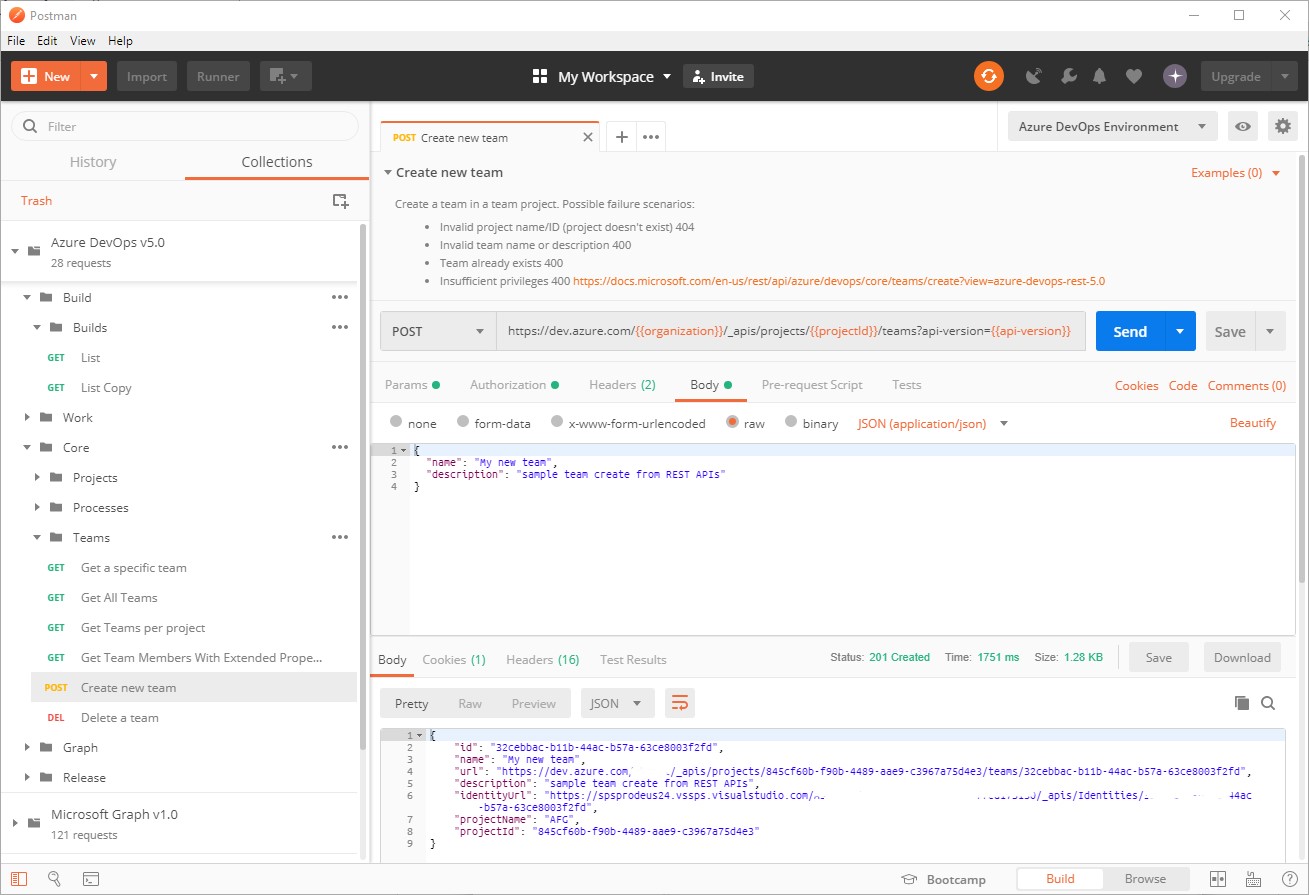 Postman
File Edit View Help
New Import Runner My Workspace Invite Upgrade
Filter
History Collections
Trash
Azure DevOps v5.0
28 requests
Build
Builds
GET List
GET List Copy
Work
Core
Projects
Processes
Teams
GET Get a specific team
GET Get All Teams
GET Get Teams per project
GET Get Team Members With Extended Prope...
POST Create new team
DEL Delete a team
Graph
Release
Microsoft Graph v1.0
121 requests
POST Create new team
Azure DevOps Environment
Create new team
Examples (0)
Create a team in a team project. Possible failure scenarios:
• Invalid project name/ID (project doesn't exist) 404
• Invalid team name or description 400
• Team already exists 400
• Insufficient privileges 400 https://docs.microsoft.com/en-us/rest/api/azure/devops/core/teams/create?view=azure-devops-rest-5.0
POST https://dev.azure.com/{{organization}}/_apis/projects/{{projectId}}/teams?api-version={{api-version}} Send Save
Params Authorization Headers (2) Body Pre-request Script Tests Cookies Code Comments (0)
none form-data x-www-form-urlencoded raw binary JSON (application/json) Beautify
1 {
2 "name": "My new team",
3 "description": "sample team create from REST APIs"
4 }
Body Cookies (1) Headers (16) Test Results Status: 201 Created Time: 1751 ms Size: 1.28 KB Save Download
Pretty Raw Preview JSON
1 {
2 "id": "32cebbac-b11b-44ac-b57a-63ce8003f2fd",
3 "name": "My new team",
4 "url": "https://dev.azure.com/ /_apis/projects/845cf60b-f90b-4489-aae9-c3967a75d4e3/teams/32cebbac-b11b-44ac-b57a-63ce8003f2fd",
5 "description": "sample team create from REST APIs",
6 "identityUrl": "https://spsprodeus24.vssps.visualstudio.com/ /_apis/Identities/ 44ac
-b57a-63ce8003f2fd",
7 "projectName": "AFG",
8 "projectId": "845cf60b-f90b-4489-aae9-c3967a75d4e3"
9 }
Bootcamp Build Browse